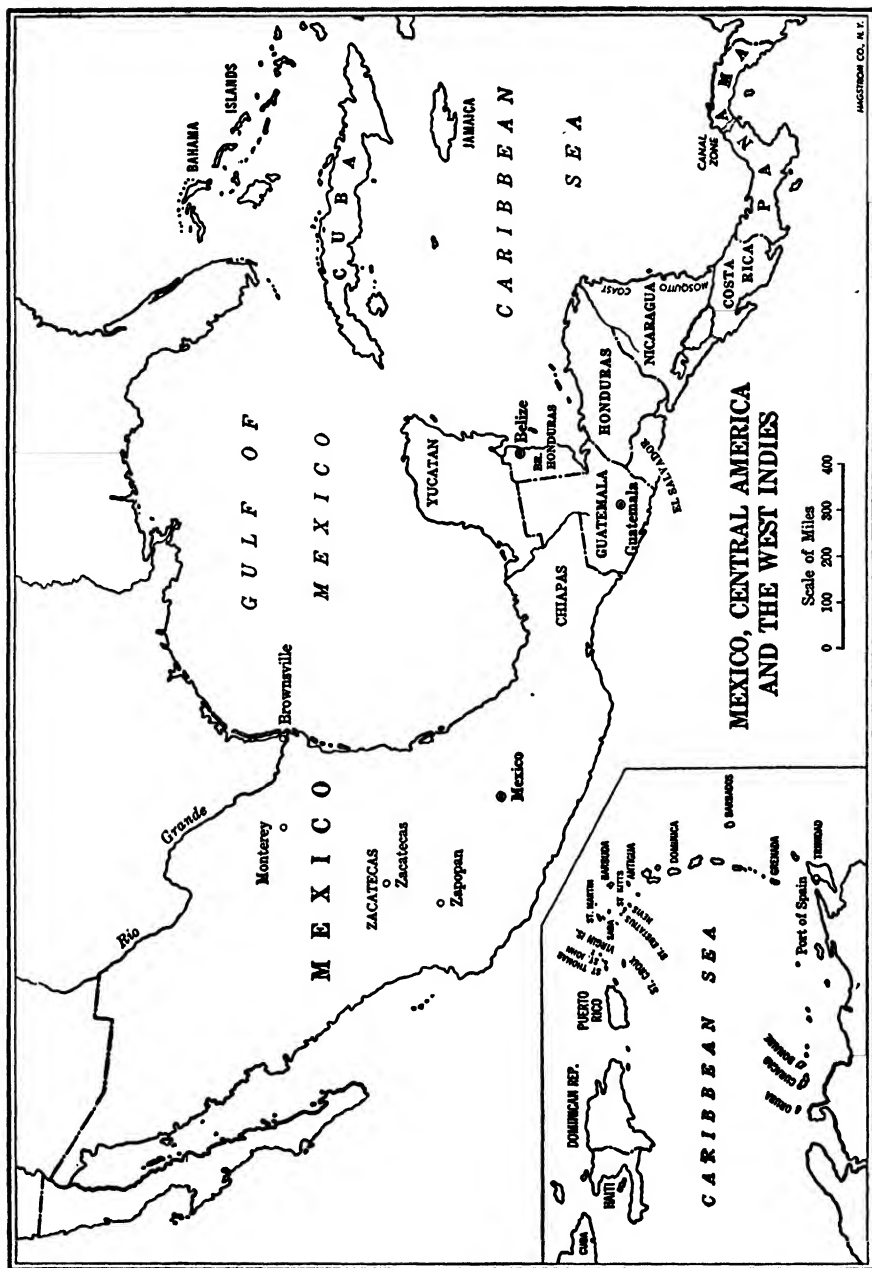 MEXICO, CENTRAL AMERICA
AND THE WEST INDIES
Scale of Miles
0 100 200 300 400
BAHAMA
ISLANDS
GULF OF
MEXICO
CUBA
JAMAICA
CARIBBEAN
SEA
Rio Grande
Brownsville
Monterey
MEXICO
ZACATECAS
Zacatecas
Zapopan
Mexico
YUCATAN
CHIAPAS
Belize
BR.
HONDURAS
GUATEMALA
Guatemala
EL SALVADOR
HONDURAS
NICARAGUA
MOSQUITO
COAST
COSTA
RICA
PANAMA
CANAL
ZONE
CUBA
HAITI
DOMINICAN REP.
PUERTO
RICO
ST THOMAS
ST JOHN
VIRGIN IS.
ST. CROIX
ST. MARTIN
SABA
ST. EUSTATIUS
ST KITTS
NEVIS
BARBUDA
ANTIGUA
DOMINICA
BARBADOS
GRENADA
TRINIDAD
Port of Spain
CARIBBEAN SEA
ORUBA
CURACAO
BONAIRE
HAGSTROM CO., N.Y.